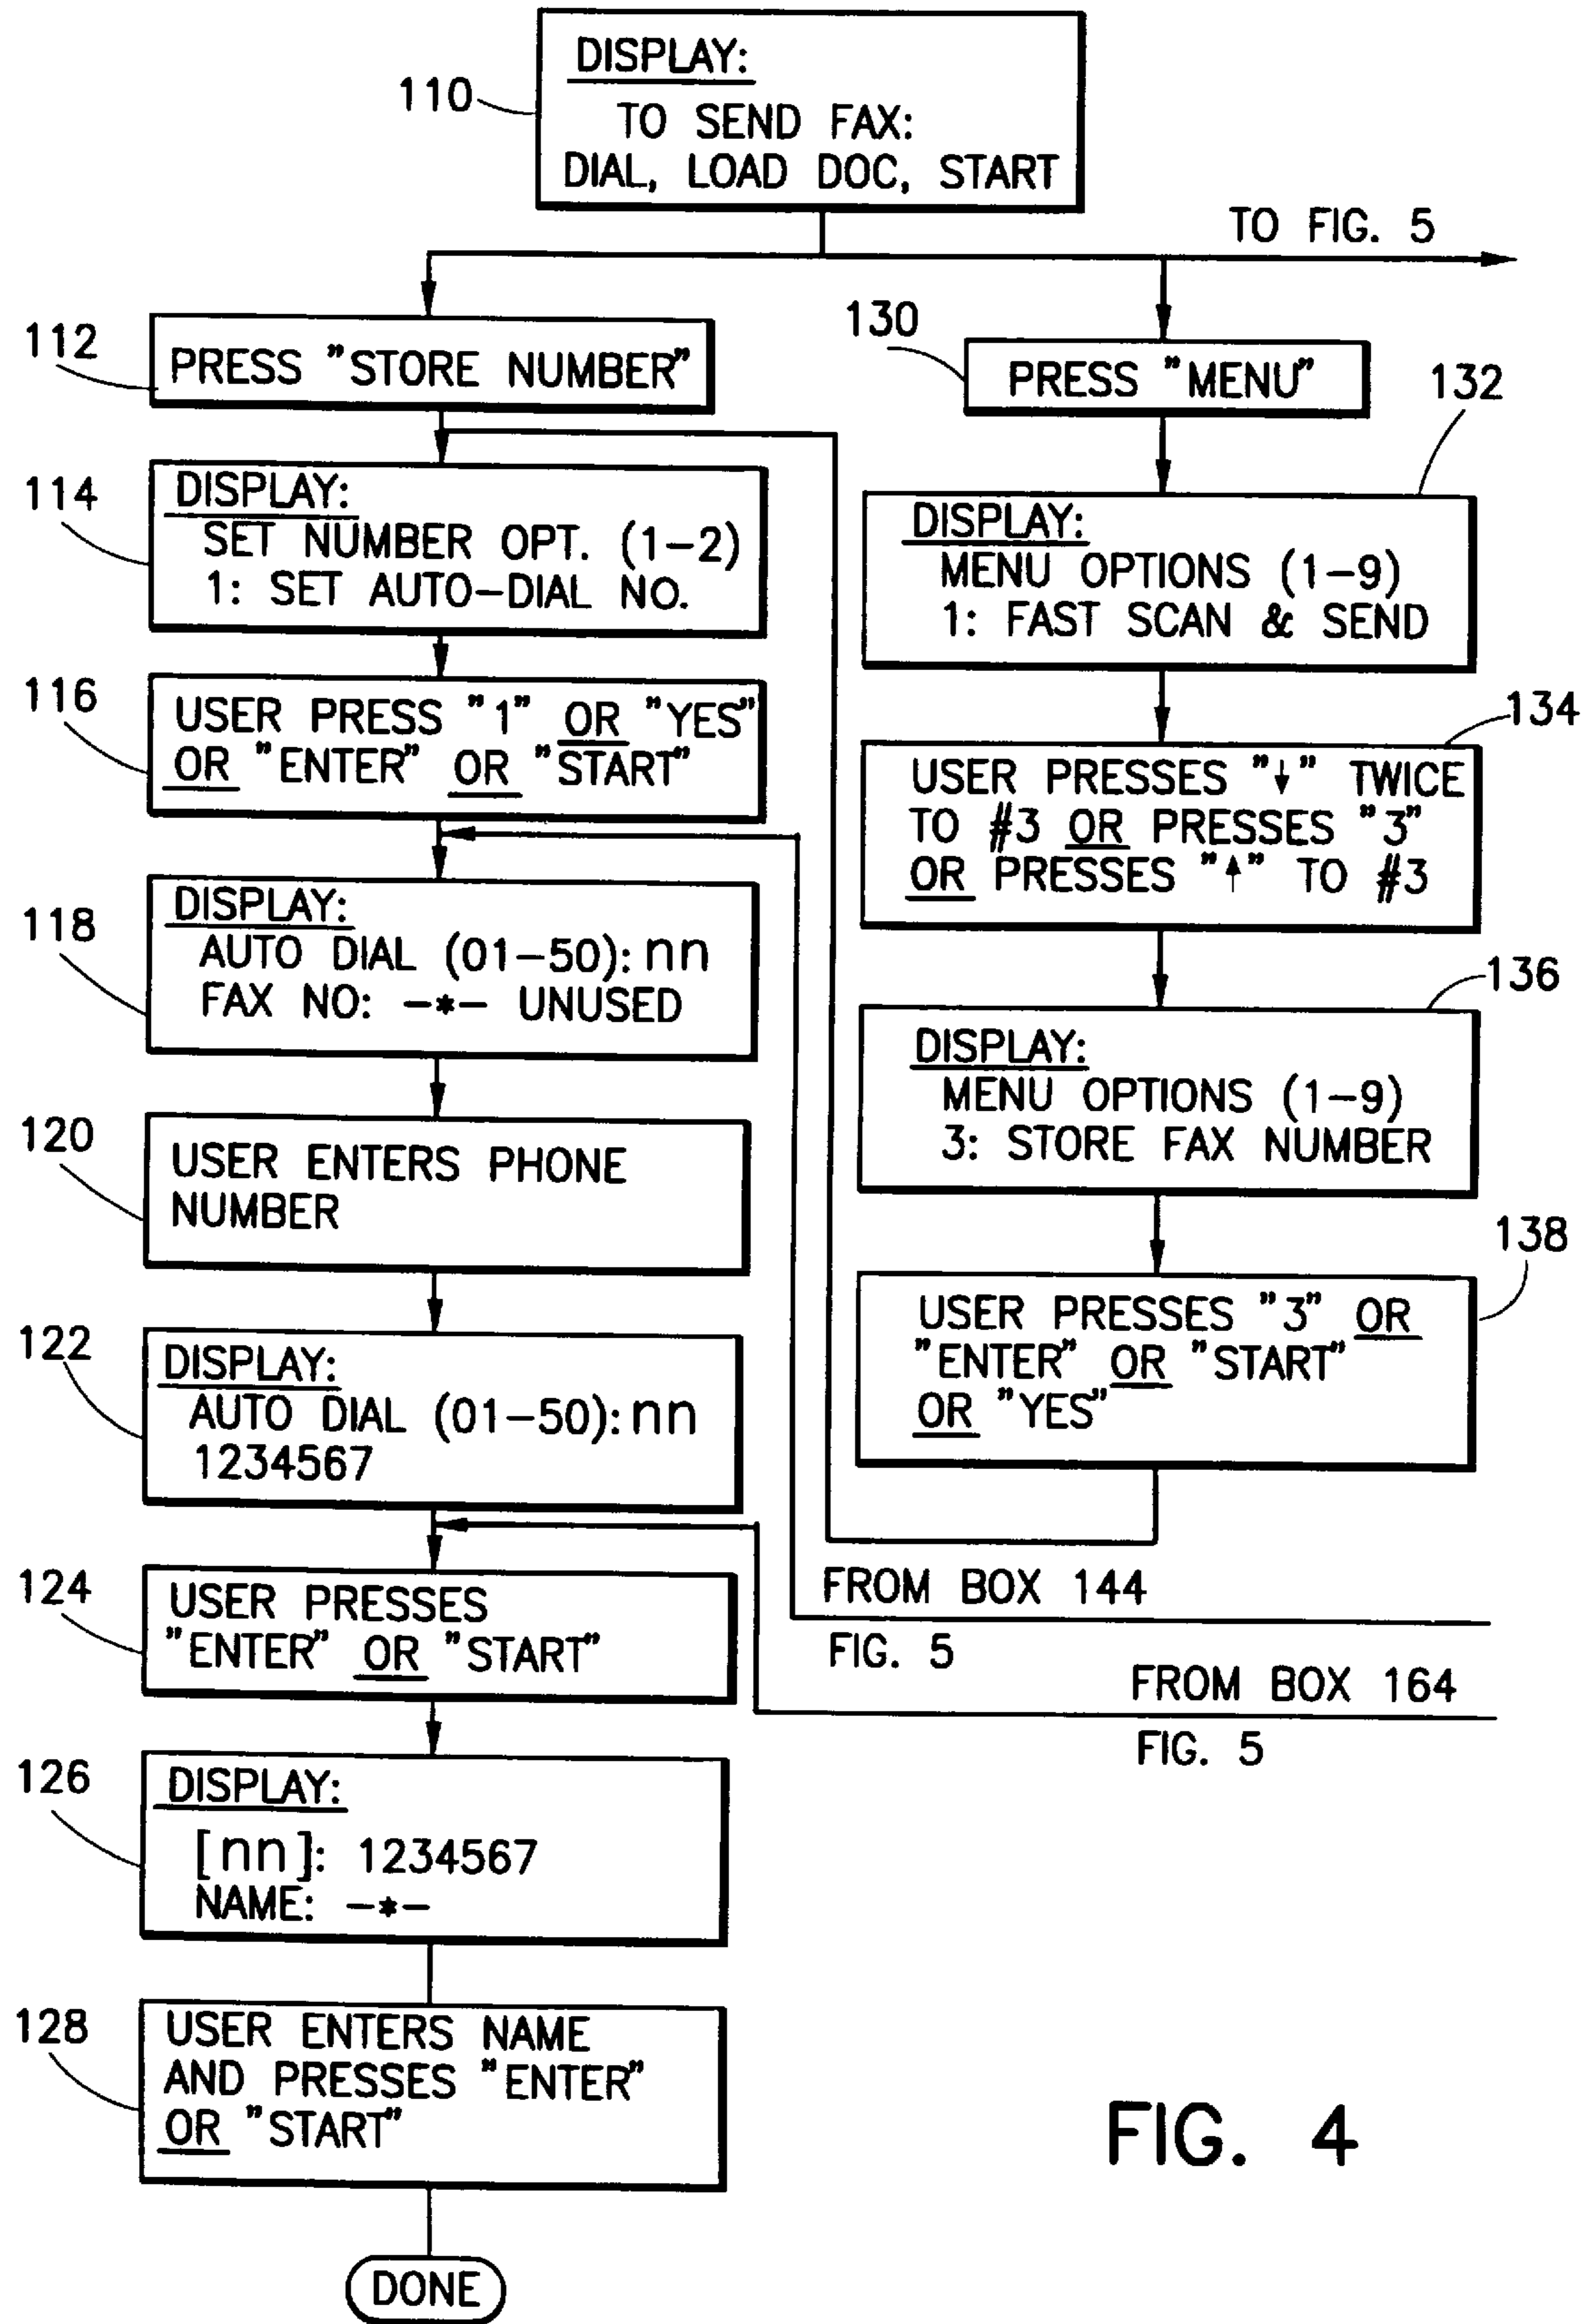 DISPLAY:
110
TO SEND FAX:
DIAL, LOAD DOC, START
TO FIG. 5
112
PRESS "STORE NUMBER"
114
DISPLAY:
SET NUMBER OPT. (1-2)
1: SET AUTO-DIAL NO.
116
USER PRESS "1" OR "YES"
OR "ENTER" OR "START"
118
DISPLAY:
AUTO DIAL (01-50): nn
FAX NO: -*- UNUSED
120
USER ENTERS PHONE
NUMBER
122
DISPLAY:
AUTO DIAL (01-50): nn
1234567
124
USER PRESSES
"ENTER" OR "START"
126
DISPLAY:
[nn]: 1234567
NAME: -*-
128
USER ENTERS NAME
AND PRESSES "ENTER"
OR "START"
DONE
130
PRESS "MENU"
132
DISPLAY:
MENU OPTIONS (1-9)
1: FAST SCAN & SEND
134
USER PRESSES "↓" TWICE
TO #3 OR PRESSES "3"
OR PRESSES "↑" TO #3
136
DISPLAY:
MENU OPTIONS (1-9)
3: STORE FAX NUMBER
138
USER PRESSES "3" OR
"ENTER" OR "START"
OR "YES"
FROM BOX 144
FIG. 5
FROM BOX 164
FIG. 5
FIG. 4